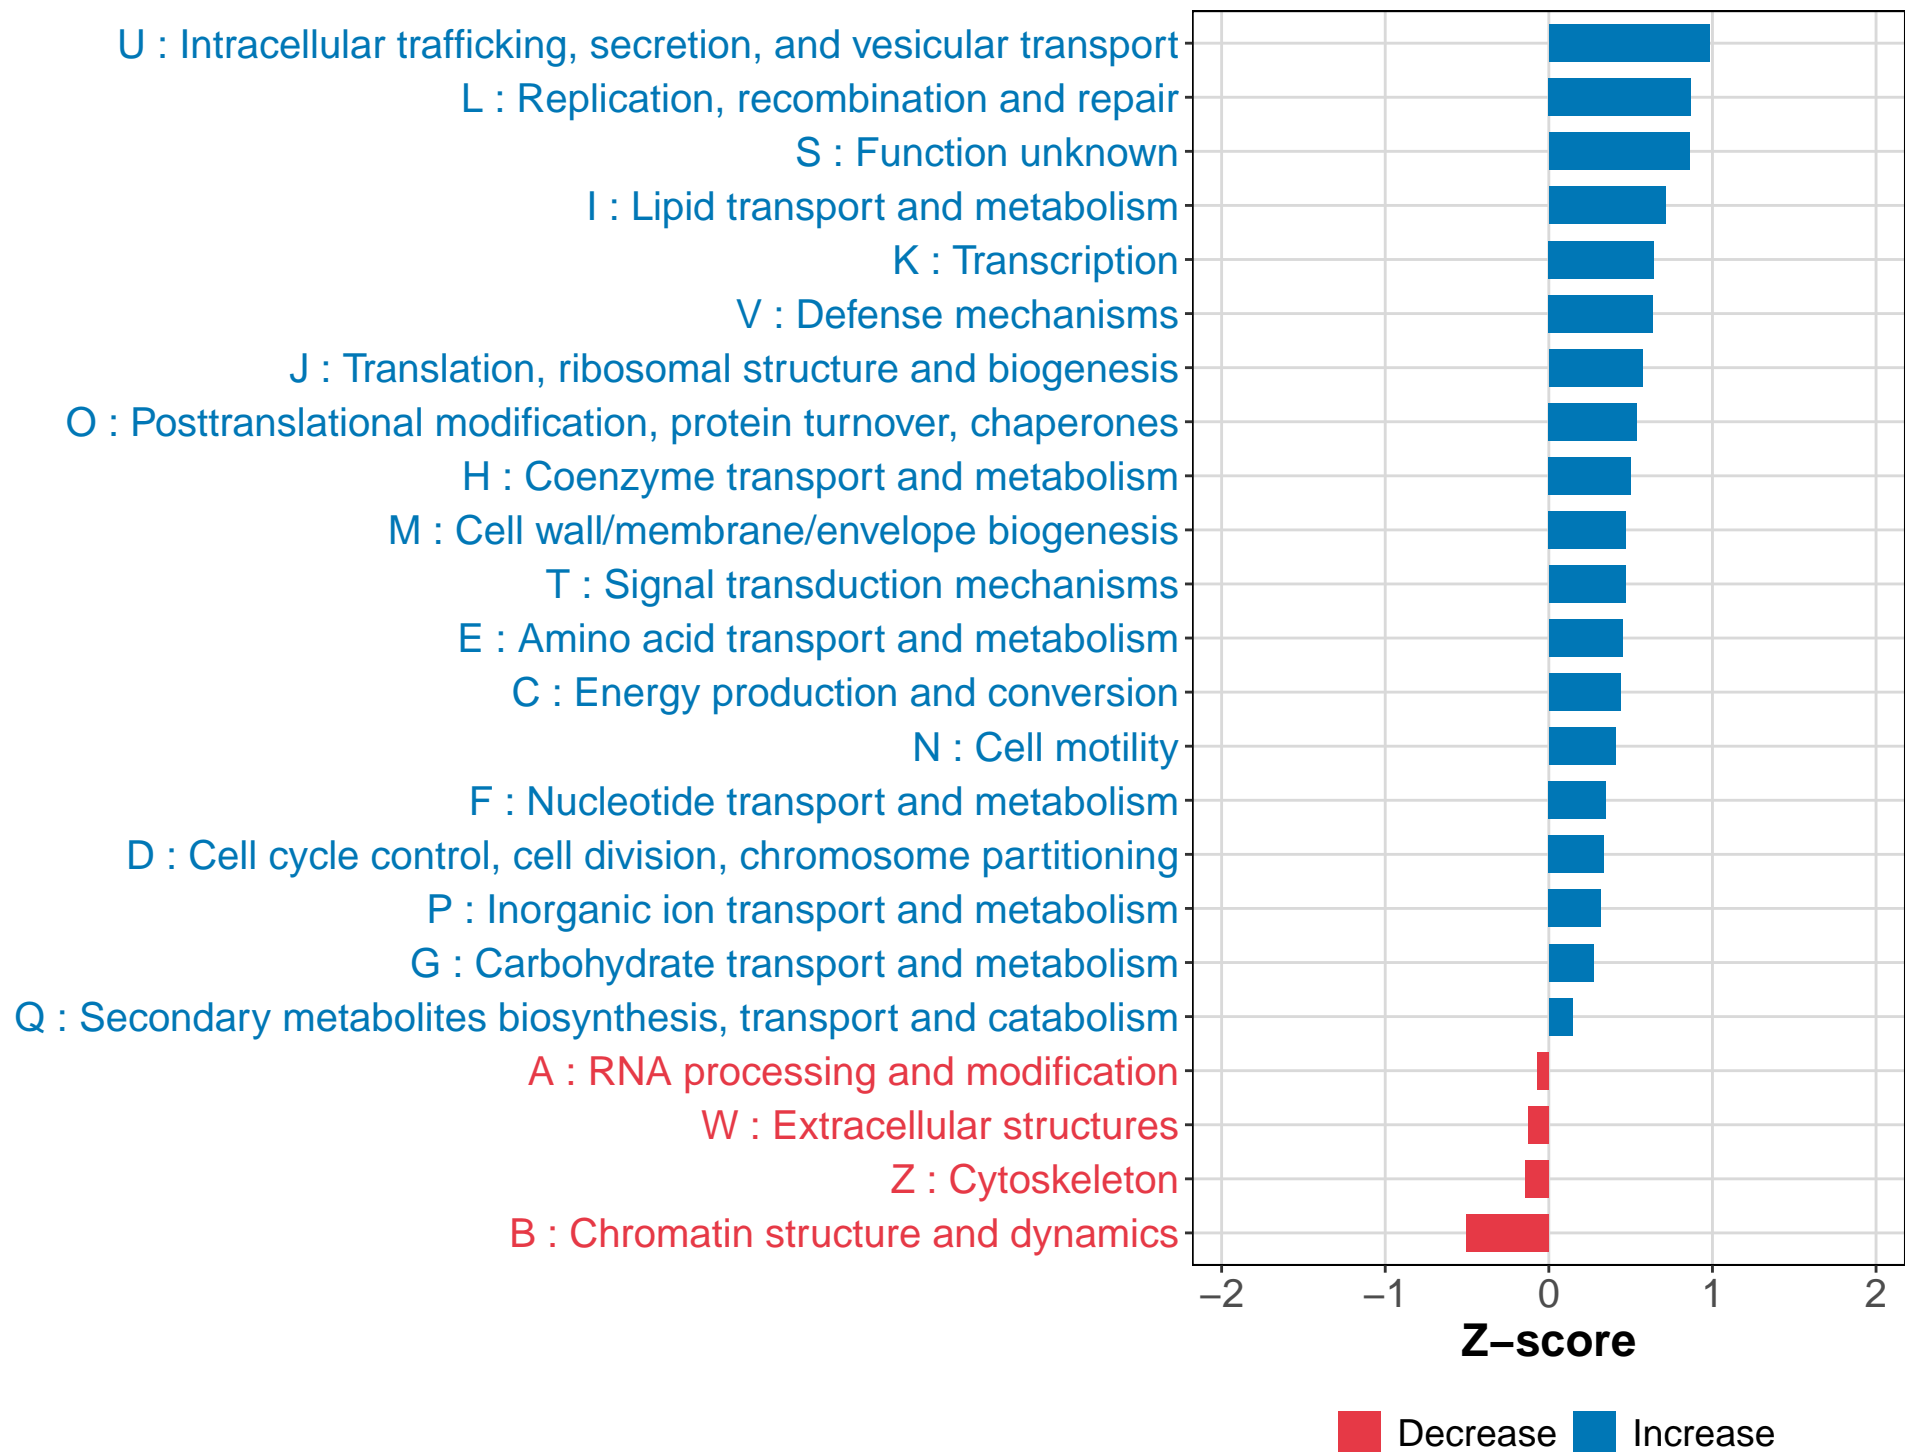 U : Intracellular trafficking, secretion, and vesicular transport
L : Replication, recombination and repair
S : Function unknown
I : Lipid transport and metabolism
K : Transcription
V : Defense mechanisms
J : Translation, ribosomal structure and biogenesis
O : Posttranslational modification, protein turnover, chaperones
H : Coenzyme transport and metabolism
M : Cell wall/membrane/envelope biogenesis
T : Signal transduction mechanisms
E : Amino acid transport and metabolism
C : Energy production and conversion
N : Cell motility
F : Nucleotide transport and metabolism
D : Cell cycle control, cell division, chromosome partitioning
P : Inorganic ion transport and metabolism
G : Carbohydrate transport and metabolism
Q : Secondary metabolites biosynthesis, transport and catabolism
A : RNA processing and modification
W : Extracellular structures
Z : Cytoskeleton
B : Chromatin structure and dynamics
−2 −1 0 1 2
Z−score
Decrease Increase